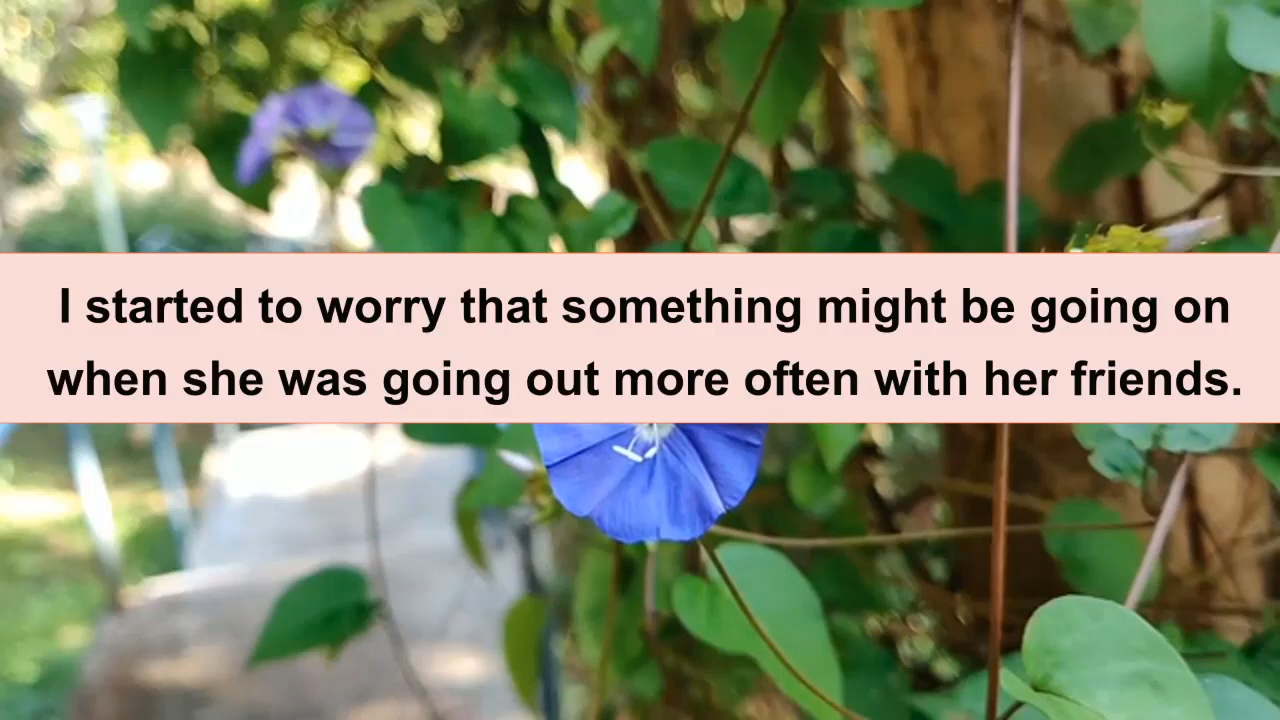 I started to worry that something might be going on
when she was going out more often with her friends.